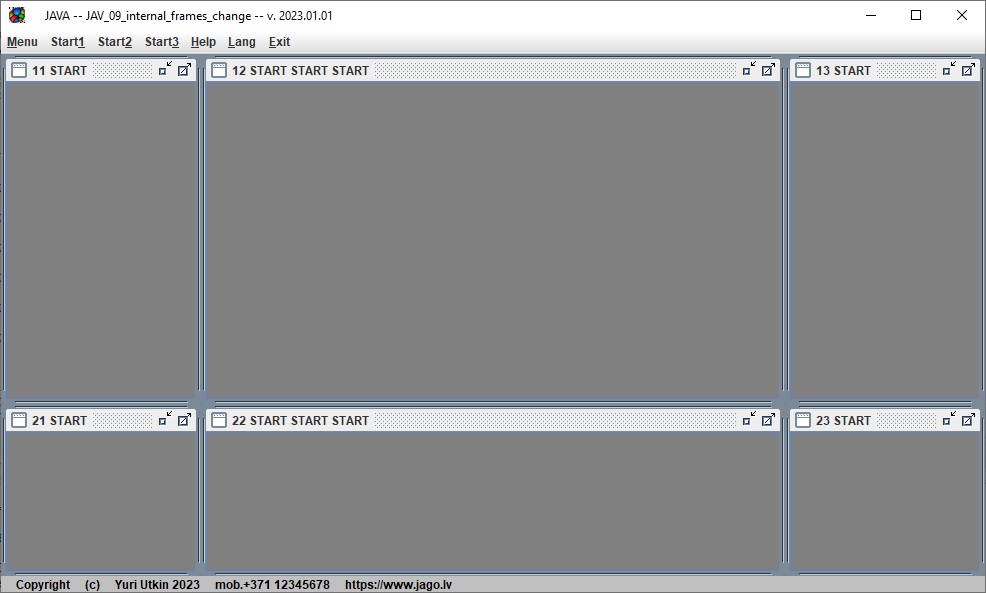 JAVA -- JAV_09_internal_frames_change -- v. 2023.01.01
Menu Start1 Start2 Start3 Help Lang Exit
11 START 12 START START START 13 START
21 START 22 START START START 23 START
Copyright (c) Yuri Utkin 2023 mob.+371 12345678 https://www.jago.lv